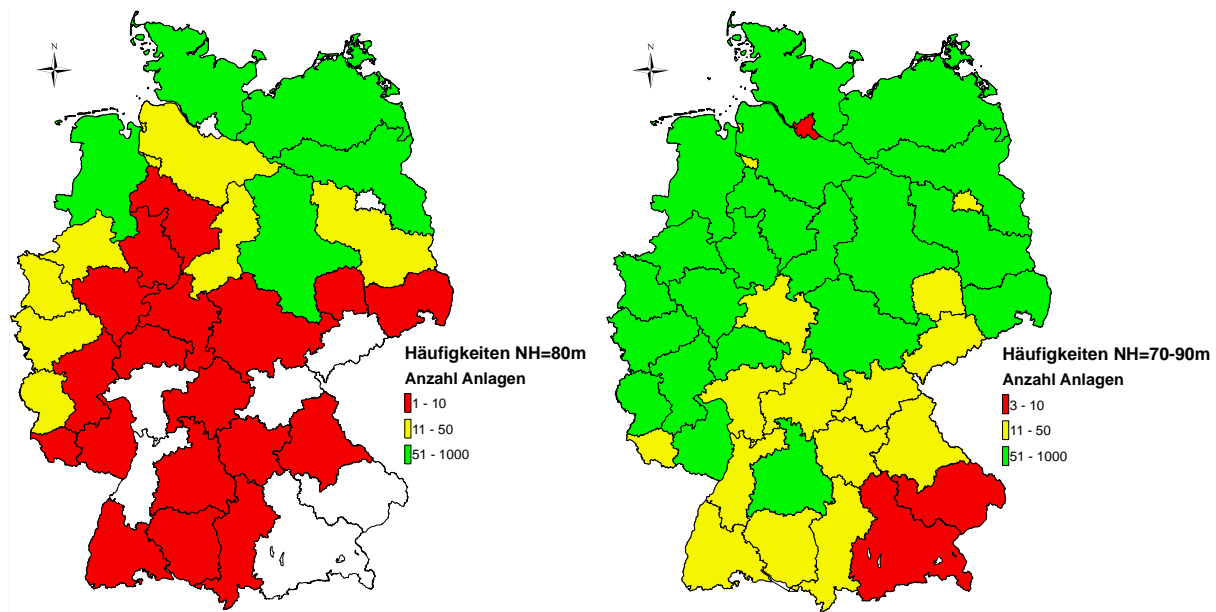 N
Häufigkeiten NH=80m
Anzahl Anlagen
1 - 10
11 - 50
51 - 1000
N
Häufigkeiten NH=70-90m
Anzahl Anlagen
3 - 10
11 - 50
51 - 1000